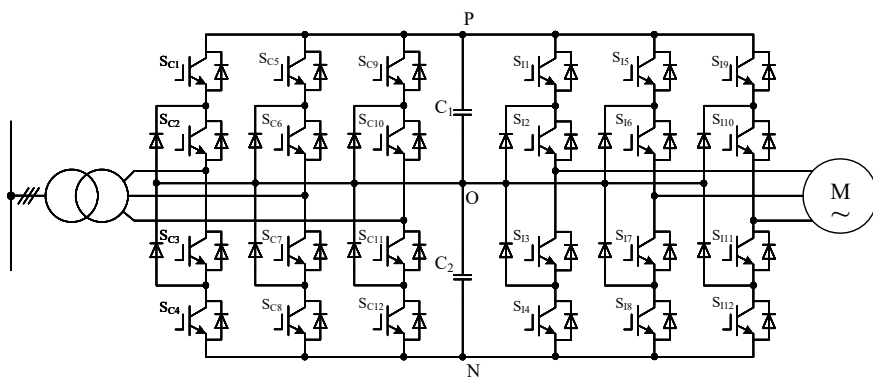 P
S_C1 S_C5 S_C9 S_I1 S_I5 S_I9
C_1
S_C2 S_C6 S_C10 S_I2 S_I6 S_I10
O
M
~
S_C3 S_C7 S_C11 S_I3 S_I7 S_I11
C_2
S_C4 S_C8 S_C12 S_I4 S_I8 S_I12
N